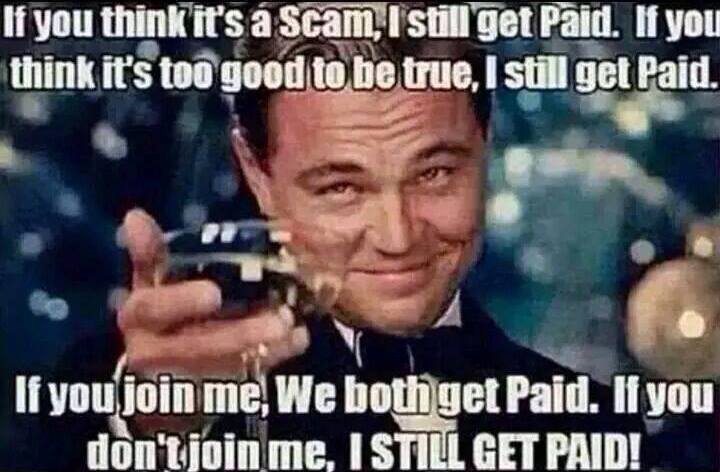 If you think it's a Scam, I still get Paid. If you
think it's too good to be true, I still get Paid.
If you join me, We both get Paid. If you
don't join me, I STILL GET PAID!